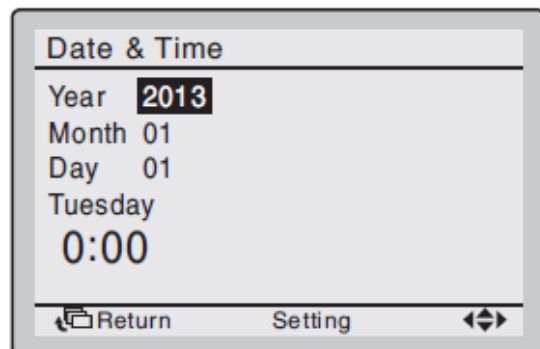 Date & Time
Year 2013
Month 01
Day 01
Tuesday
0:00
Return Setting